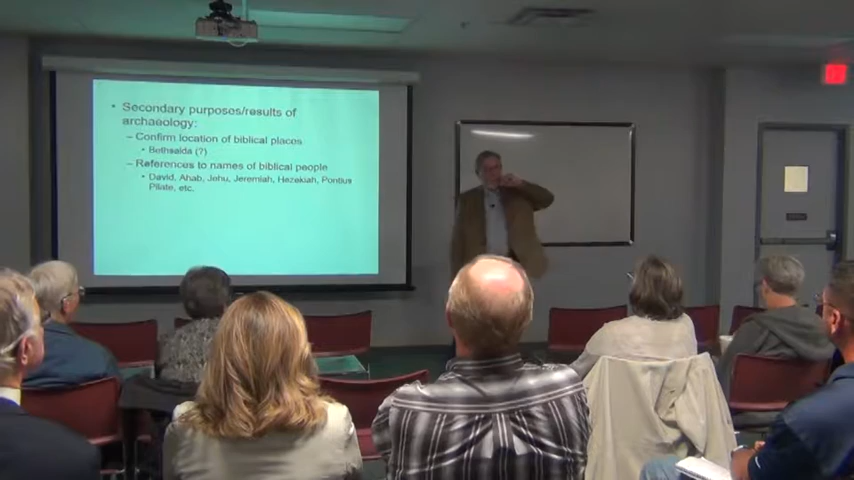 • Secondary purposes/results of
archaeology:
– Confirm location of biblical places
• Bethsaida (?)
– References to names of biblical people
• David, Ahab, Jehu, Jeremiah, Hezekiah, Pontius
Pilate, etc.